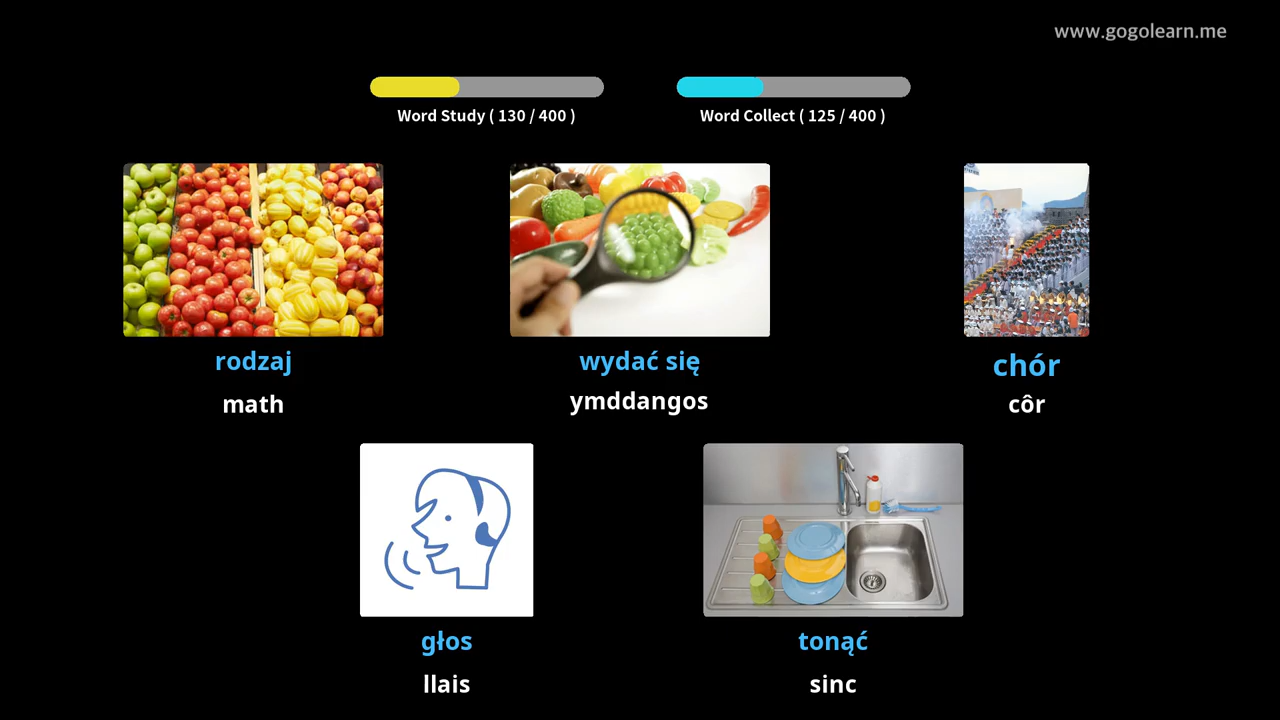 www.gogolearn.me
Word Study ( 130 / 400 )
Word Collect ( 125 / 400 )
rodzaj
math
wydać się
ymddangos
chór
côr
głos
llais
tonąć
sinc